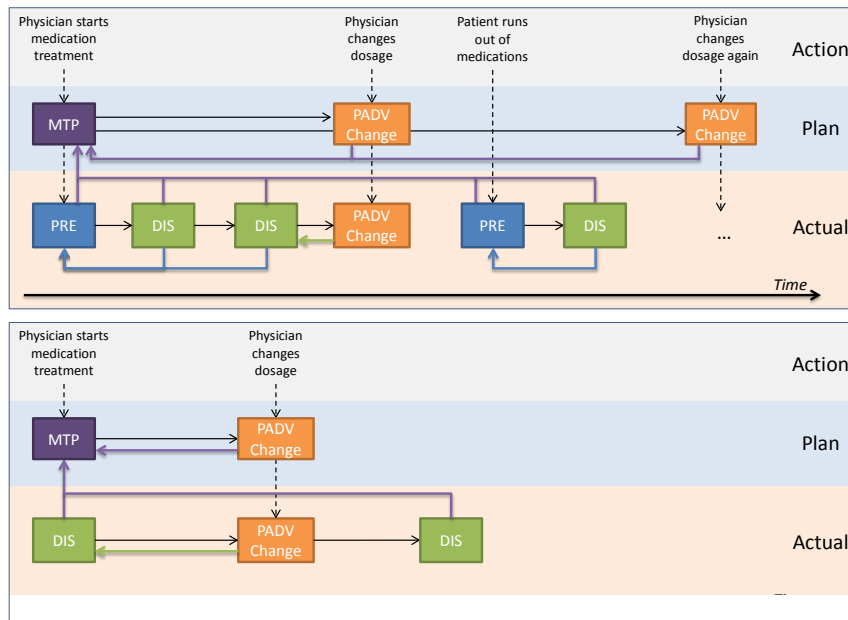 Physician starts
medication
treatment
Physician
changes
dosage
Patient runs
out of
medications
Physician
changes
dosage again
Action
MTP
PADV
Change
PADV
Change
Plan
PRE
DIS
DIS
PADV
Change
PRE
DIS
...
Actual
Time
Physician starts
medication
treatment
Physician
changes
dosage
Action
MTP
PADV
Change
Plan
DIS
PADV
Change
DIS
Actual